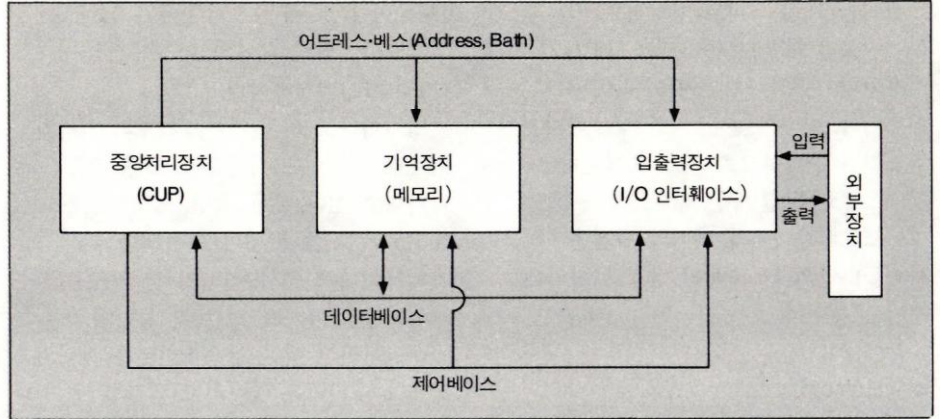 어드레스·베스(Address, Bath)
중앙처리장치
(CUP)
기억장치
(메모리)
입출력장치
(I/O 인터훼이스)
입력
출력
외부장치
데이터베이스
제어베이스